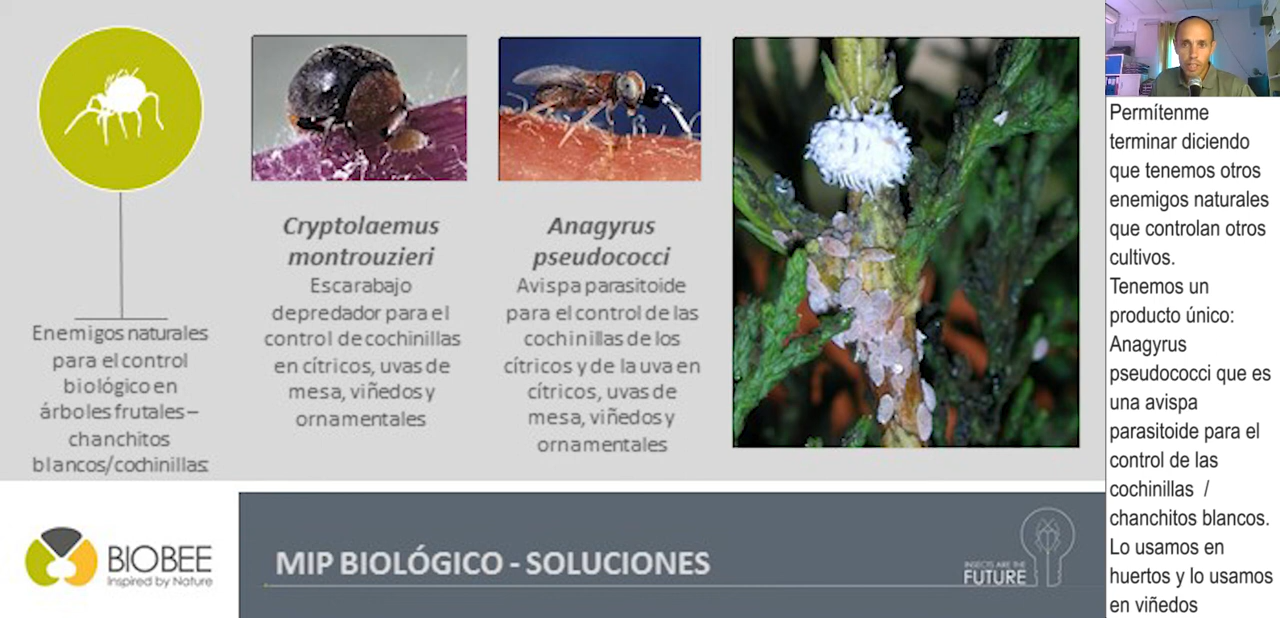 Cryptolaemus
montrouzieri
Escarabajo
depredador para el
control de cochinillas
en cítricos, uvas de
mesa, viñedos y
ornamentales
Anagyrus
pseudococci
Avispa parasitoide
para el control de las
cochinillas de los
cítricos y de la uva en
cítricos, uvas de
mesa, viñedos y
ornamentales
Enemigos naturales
para el control
biológico en
árboles frutales –
chanchitos
blancos/cochinillas
BIOBEE
Inspired by Nature
MIP BIOLÓGICO - SOLUCIONES
INSECTS ARE THE
FUTURE
Permítenme
terminar diciendo
que tenemos otros
enemigos naturales
que controlan otros
cultivos.
Tenemos un
producto único:
Anagyrus
pseudococci que es
una avispa
parasitoide para el
control de las
cochinillas /
chanchitos blancos.
Lo usamos en
huertos y lo usamos
en viñedos